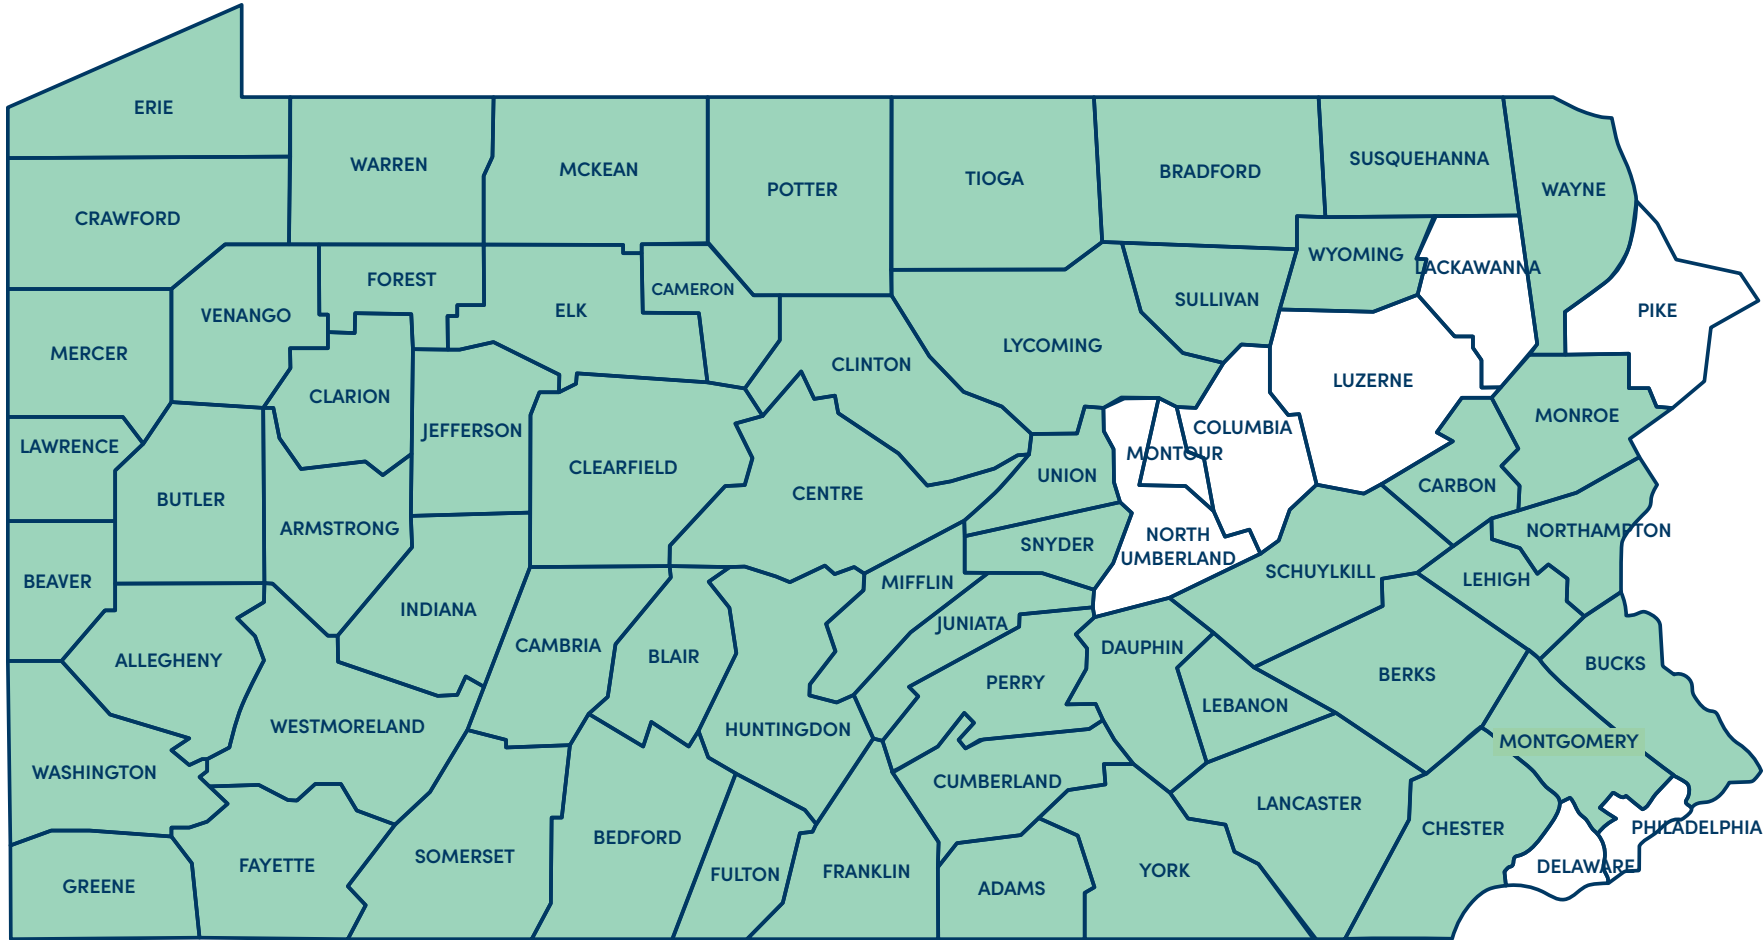 ERIE
WARREN
MCKEAN
POTTER
TIOGA
BRADFORD
SUSQUEHANNA
WAYNE
CRAWFORD
FOREST
CAMERON
WYOMING
LACKAWANNA
VENANGO
ELK
SULLIVAN
PIKE
MERCER
CLINTON
LYCOMING
LUZERNE
CLARION
MONROE
LAWRENCE
JEFFERSON
COLUMBIA
MONTOUR
CLEARFIELD
UNION
CARBON
BUTLER
CENTRE
ARMSTRONG
NORTHAMPTON
SNYDER
NORTH
UMBERLAND
BEAVER
MIFFLIN
SCHUYLKILL
LEHIGH
INDIANA
JUNIATA
CAMBRIA
DAUPHIN
ALLEGHENY
BLAIR
BUCKS
PERRY
BERKS
LEBANON
WESTMORELAND
HUNTINGDON
MONTGOMERY
WASHINGTON
CUMBERLAND
LANCASTER
BEDFORD
CHESTER
PHILADELPHIA
SOMERSET
FAYETTE
FULTON
FRANKLIN
YORK
DELAWARE
GREENE
ADAMS